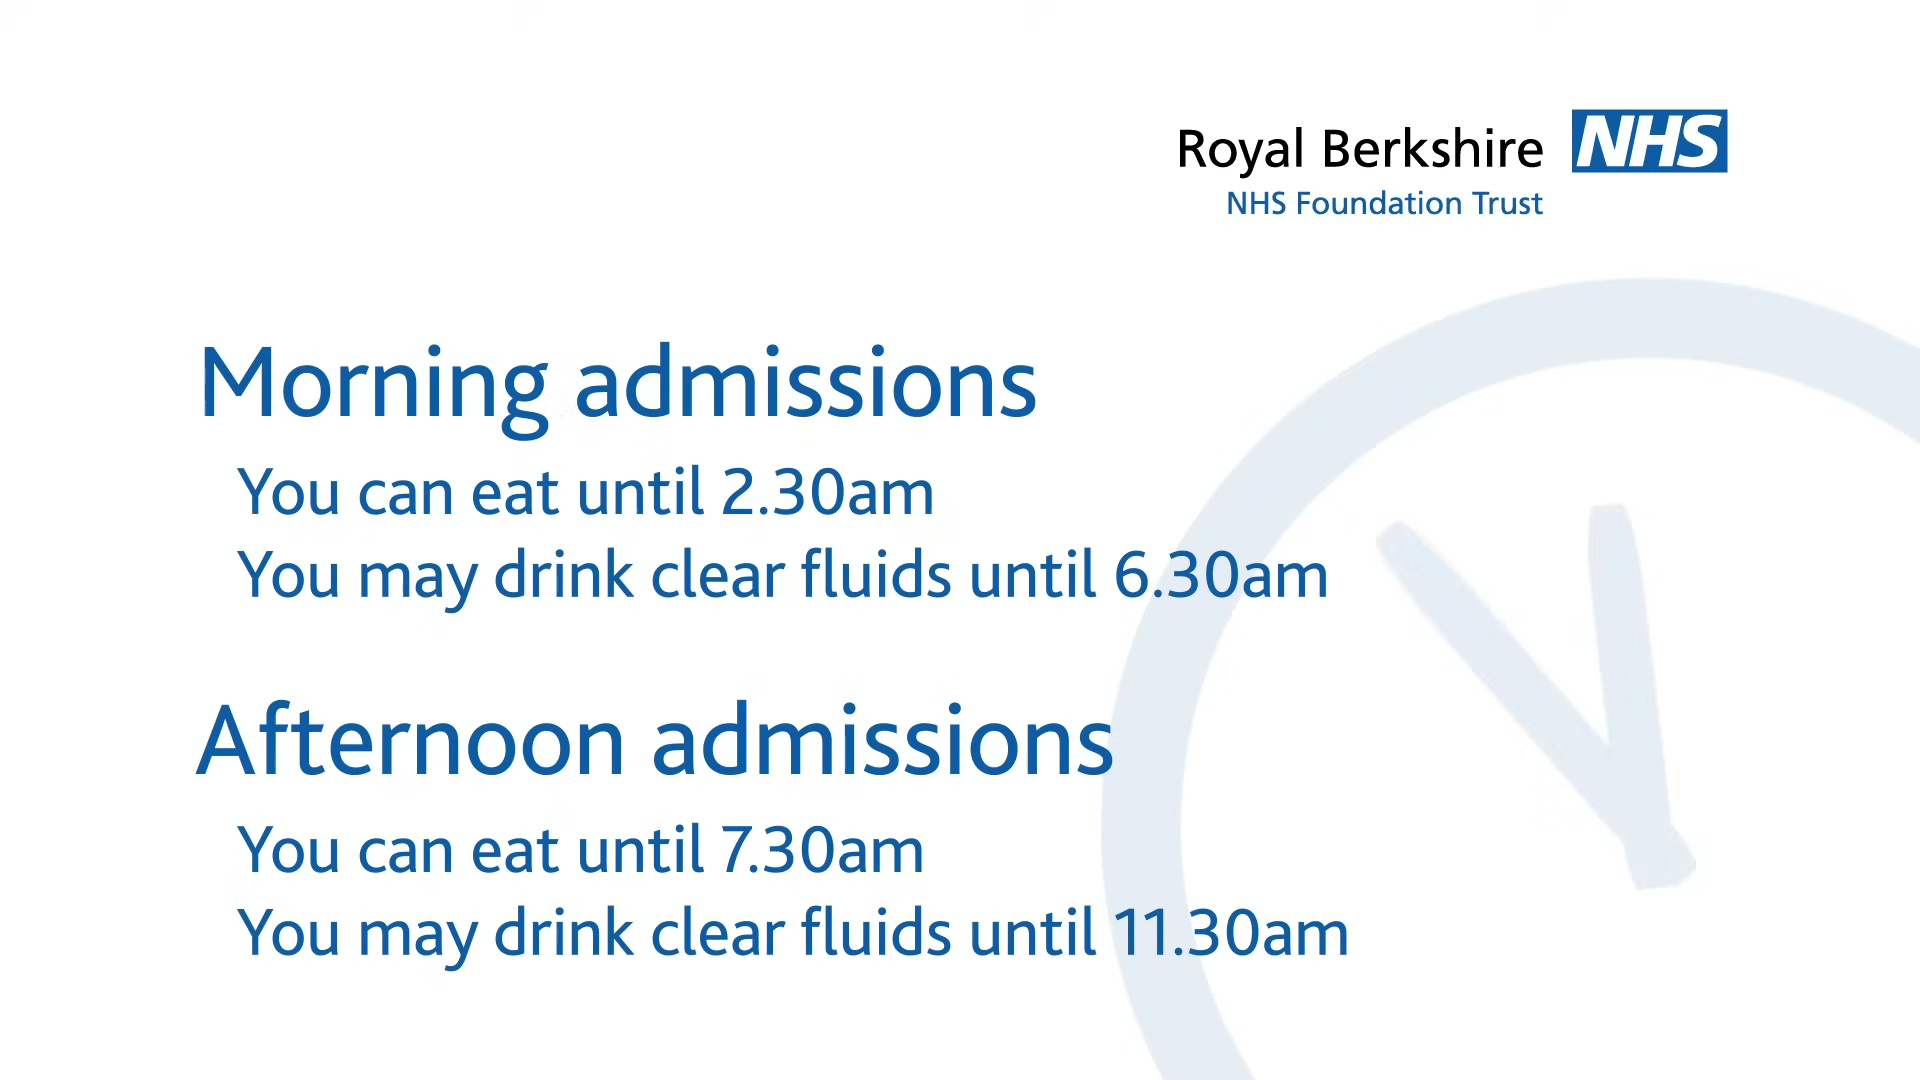 Royal Berkshire NHS
NHS Foundation Trust
Morning admissions
You can eat until 2.30am
You may drink clear fluids until 6.30am
Afternoon admissions
You can eat until 7.30am
You may drink clear fluids until 11.30am